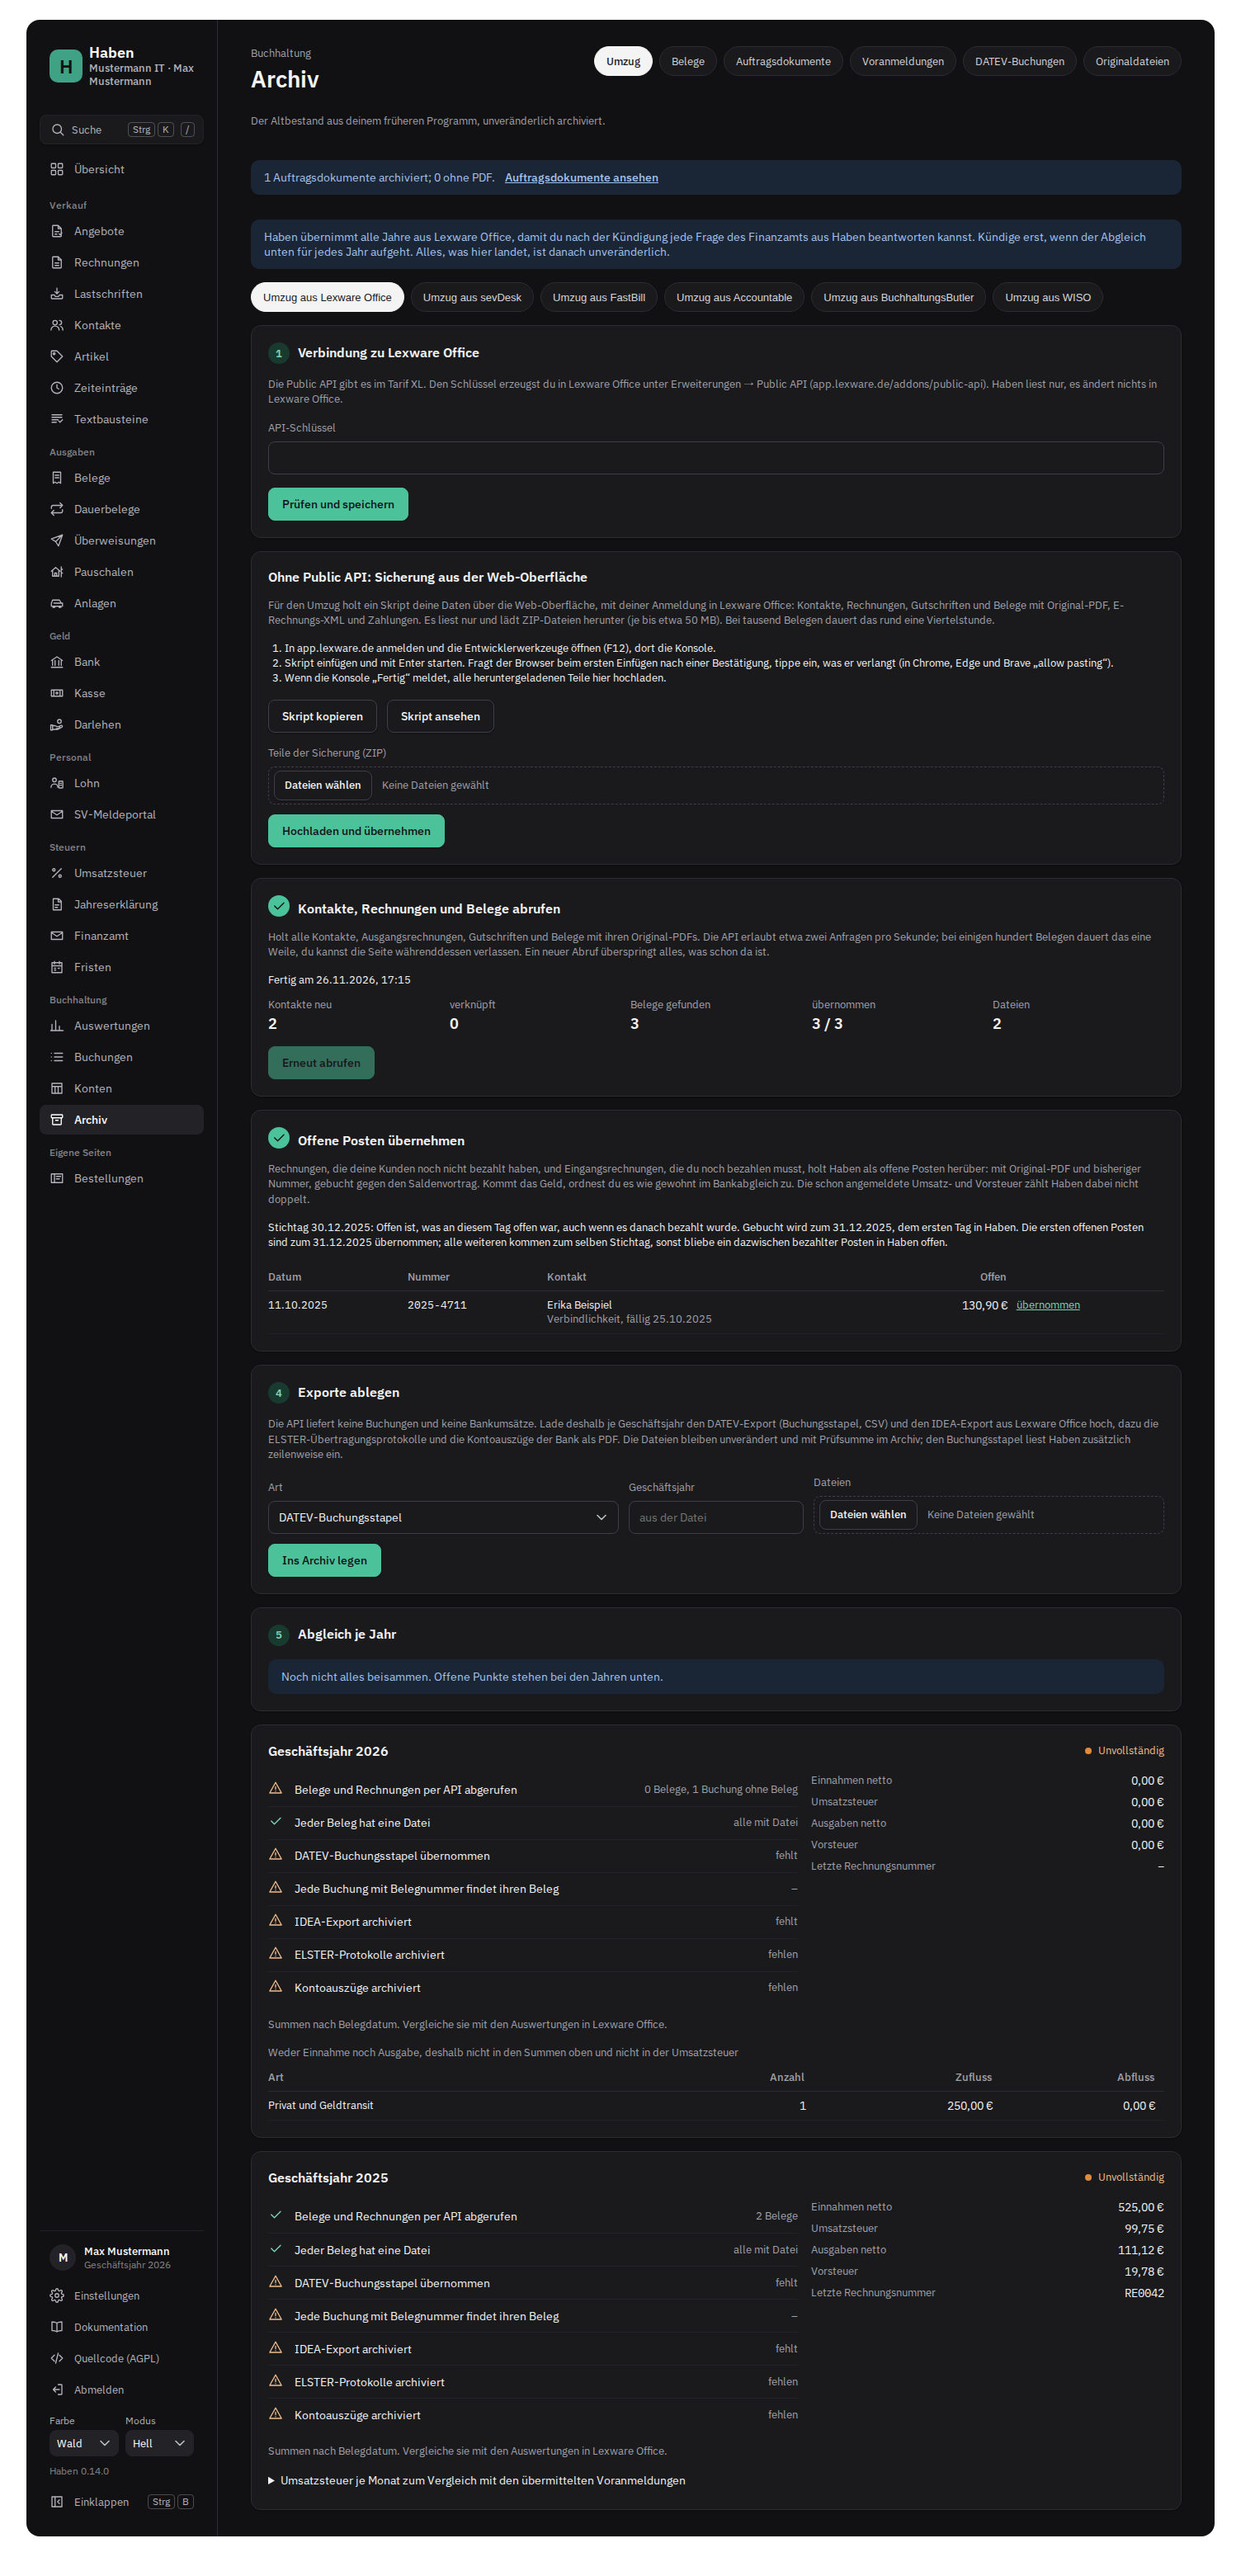 H
Haben
Mustermann IT · Max
Mustermann
Suche Strg K /
Übersicht
Verkauf
Angebote
Rechnungen
Lastschriften
Kontakte
Artikel
Zeiteinträge
Textbausteine
Ausgaben
Belege
Dauerbelege
Überweisungen
Pauschalen
Anlagen
Geld
Bank
Kasse
Darlehen
Personal
Lohn
SV-Meldeportal
Steuern
Umsatzsteuer
Jahreserklärung
Finanzamt
Fristen
Buchhaltung
Auswertungen
Buchungen
Konten
Archiv
Eigene Seiten
Bestellungen
M
Max Mustermann
Geschäftsjahr 2026
Einstellungen
Dokumentation
Quellcode (AGPL)
Abmelden
Farbe Modus
Wald Hell
Haben 0.14.0
Einklappen Strg B
Buchhaltung
Archiv
Umzug Belege Auftragsdokumente Voranmeldungen DATEV-Buchungen Originaldateien
Der Altbestand aus deinem früheren Programm, unveränderlich archiviert.
1 Auftragsdokumente archiviert; 0 ohne PDF. Auftragsdokumente ansehen
Haben übernimmt alle Jahre aus Lexware Office, damit du nach der Kündigung jede Frage des Finanzamts aus Haben beantworten kannst. Kündige erst, wenn der Abgleich
unten für jedes Jahr aufgeht. Alles, was hier landet, ist danach unveränderlich.
Umzug aus Lexware Office Umzug aus sevDesk Umzug aus FastBill Umzug aus Accountable Umzug aus BuchhaltungsButler Umzug aus WISO
1 Verbindung zu Lexware Office
Die Public API gibt es im Tarif XL. Den Schlüssel erzeugst du in Lexware Office unter Erweiterungen → Public API (app.lexware.de/addons/public-api). Haben liest nur, es ändert nichts in
Lexware Office.
API-Schlüssel
Prüfen und speichern
Ohne Public API: Sicherung aus der Web-Oberfläche
Für den Umzug holt ein Skript deine Daten über die Web-Oberfläche, mit deiner Anmeldung in Lexware Office: Kontakte, Rechnungen, Gutschriften und Belege mit Original-PDF, E-
Rechnungs-XML und Zahlungen. Es liest nur und lädt ZIP-Dateien herunter (je bis etwa 50 MB). Bei tausend Belegen dauert das rund eine Viertelstunde.
1. In app.lexware.de anmelden und die Entwicklerwerkzeuge öffnen (F12), dort die Konsole.
2. Skript einfügen und mit Enter starten. Fragt der Browser beim ersten Einfügen nach einer Bestätigung, tippe ein, was er verlangt (in Chrome, Edge und Brave „allow pasting“).
3. Wenn die Konsole „Fertig“ meldet, alle heruntergeladenen Teile hier hochladen.
Skript kopieren Skript ansehen
Teile der Sicherung (ZIP)
Dateien wählen Keine Dateien gewählt
Hochladen und übernehmen
Kontakte, Rechnungen und Belege abrufen
Holt alle Kontakte, Ausgangsrechnungen, Gutschriften und Belege mit ihren Original-PDFs. Die API erlaubt etwa zwei Anfragen pro Sekunde; bei einigen hundert Belegen dauert das eine
Weile, du kannst die Seite währenddessen verlassen. Ein neuer Abruf überspringt alles, was schon da ist.
Fertig am 26.11.2026, 17:15
Kontakte neu verknüpft Belege gefunden übernommen Dateien
2 0 3 3 / 3 2
Erneut abrufen
Offene Posten übernehmen
Rechnungen, die deine Kunden noch nicht bezahlt haben, und Eingangsrechnungen, die du noch bezahlen musst, holt Haben als offene Posten herüber: mit Original-PDF und bisheriger
Nummer, gebucht gegen den Saldenvortrag. Kommt das Geld, ordnest du es wie gewohnt im Bankabgleich zu. Die schon angemeldete Umsatz- und Vorsteuer zählt Haben dabei nicht
doppelt.
Stichtag 30.12.2025: Offen ist, was an diesem Tag offen war, auch wenn es danach bezahlt wurde. Gebucht wird zum 31.12.2025, dem ersten Tag in Haben. Die ersten offenen Posten
sind zum 31.12.2025 übernommen; alle weiteren kommen zum selben Stichtag, sonst bliebe ein dazwischen bezahlter Posten in Haben offen.
Datum Nummer Kontakt Offen
11.10.2025 2025-4711 Erika Beispiel 130,90 € übernommen
Verbindlichkeit, fällig 25.10.2025
4 Exporte ablegen
Die API liefert keine Buchungen und keine Bankumsätze. Lade deshalb je Geschäftsjahr den DATEV-Export (Buchungsstapel, CSV) und den IDEA-Export aus Lexware Office hoch, dazu die
ELSTER-Übertragungsprotokolle und die Kontoauszüge der Bank als PDF. Die Dateien bleiben unverändert und mit Prüfsumme im Archiv; den Buchungsstapel liest Haben zusätzlich
zeilenweise ein.
Art Geschäftsjahr Dateien
DATEV-Buchungsstapel aus der Datei Dateien wählen Keine Dateien gewählt
Ins Archiv legen
5 Abgleich je Jahr
Noch nicht alles beisammen. Offene Punkte stehen bei den Jahren unten.
Geschäftsjahr 2026 Unvollständig
Belege und Rechnungen per API abgerufen 0 Belege, 1 Buchung ohne Beleg
Jeder Beleg hat eine Datei alle mit Datei
DATEV-Buchungsstapel übernommen fehlt
Jede Buchung mit Belegnummer findet ihren Beleg –
IDEA-Export archiviert fehlt
ELSTER-Protokolle archiviert fehlen
Kontoauszüge archiviert fehlen
Einnahmen netto 0,00 €
Umsatzsteuer 0,00 €
Ausgaben netto 0,00 €
Vorsteuer 0,00 €
Letzte Rechnungsnummer –
Summen nach Belegdatum. Vergleiche sie mit den Auswertungen in Lexware Office.
Weder Einnahme noch Ausgabe, deshalb nicht in den Summen oben und nicht in der Umsatzsteuer
Art Anzahl Zufluss Abfluss
Privat und Geldtransit 1 250,00 € 0,00 €
Geschäftsjahr 2025 Unvollständig
Belege und Rechnungen per API abgerufen 2 Belege
Jeder Beleg hat eine Datei alle mit Datei
DATEV-Buchungsstapel übernommen fehlt
Jede Buchung mit Belegnummer findet ihren Beleg –
IDEA-Export archiviert fehlt
ELSTER-Protokolle archiviert fehlen
Kontoauszüge archiviert fehlen
Einnahmen netto 525,00 €
Umsatzsteuer 99,75 €
Ausgaben netto 111,12 €
Vorsteuer 19,78 €
Letzte Rechnungsnummer RE0042
Summen nach Belegdatum. Vergleiche sie mit den Auswertungen in Lexware Office.
Umsatzsteuer je Monat zum Vergleich mit den übermittelten Voranmeldungen